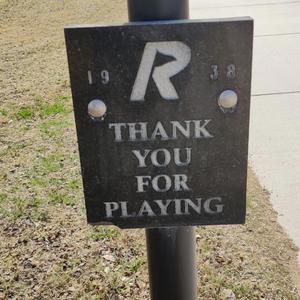 R
19 38
THANK
YOU
FOR
PLAYING